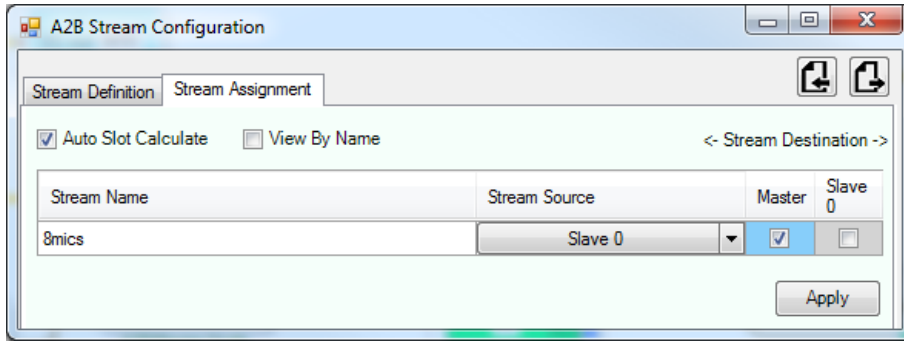 A2B Stream Configuration
Stream Definition
Stream Assignment
Auto Slot Calculate
View By Name
<- Stream Destination ->
Stream Name
Stream Source
Master
Slave
0
8mics
Slave 0
Apply